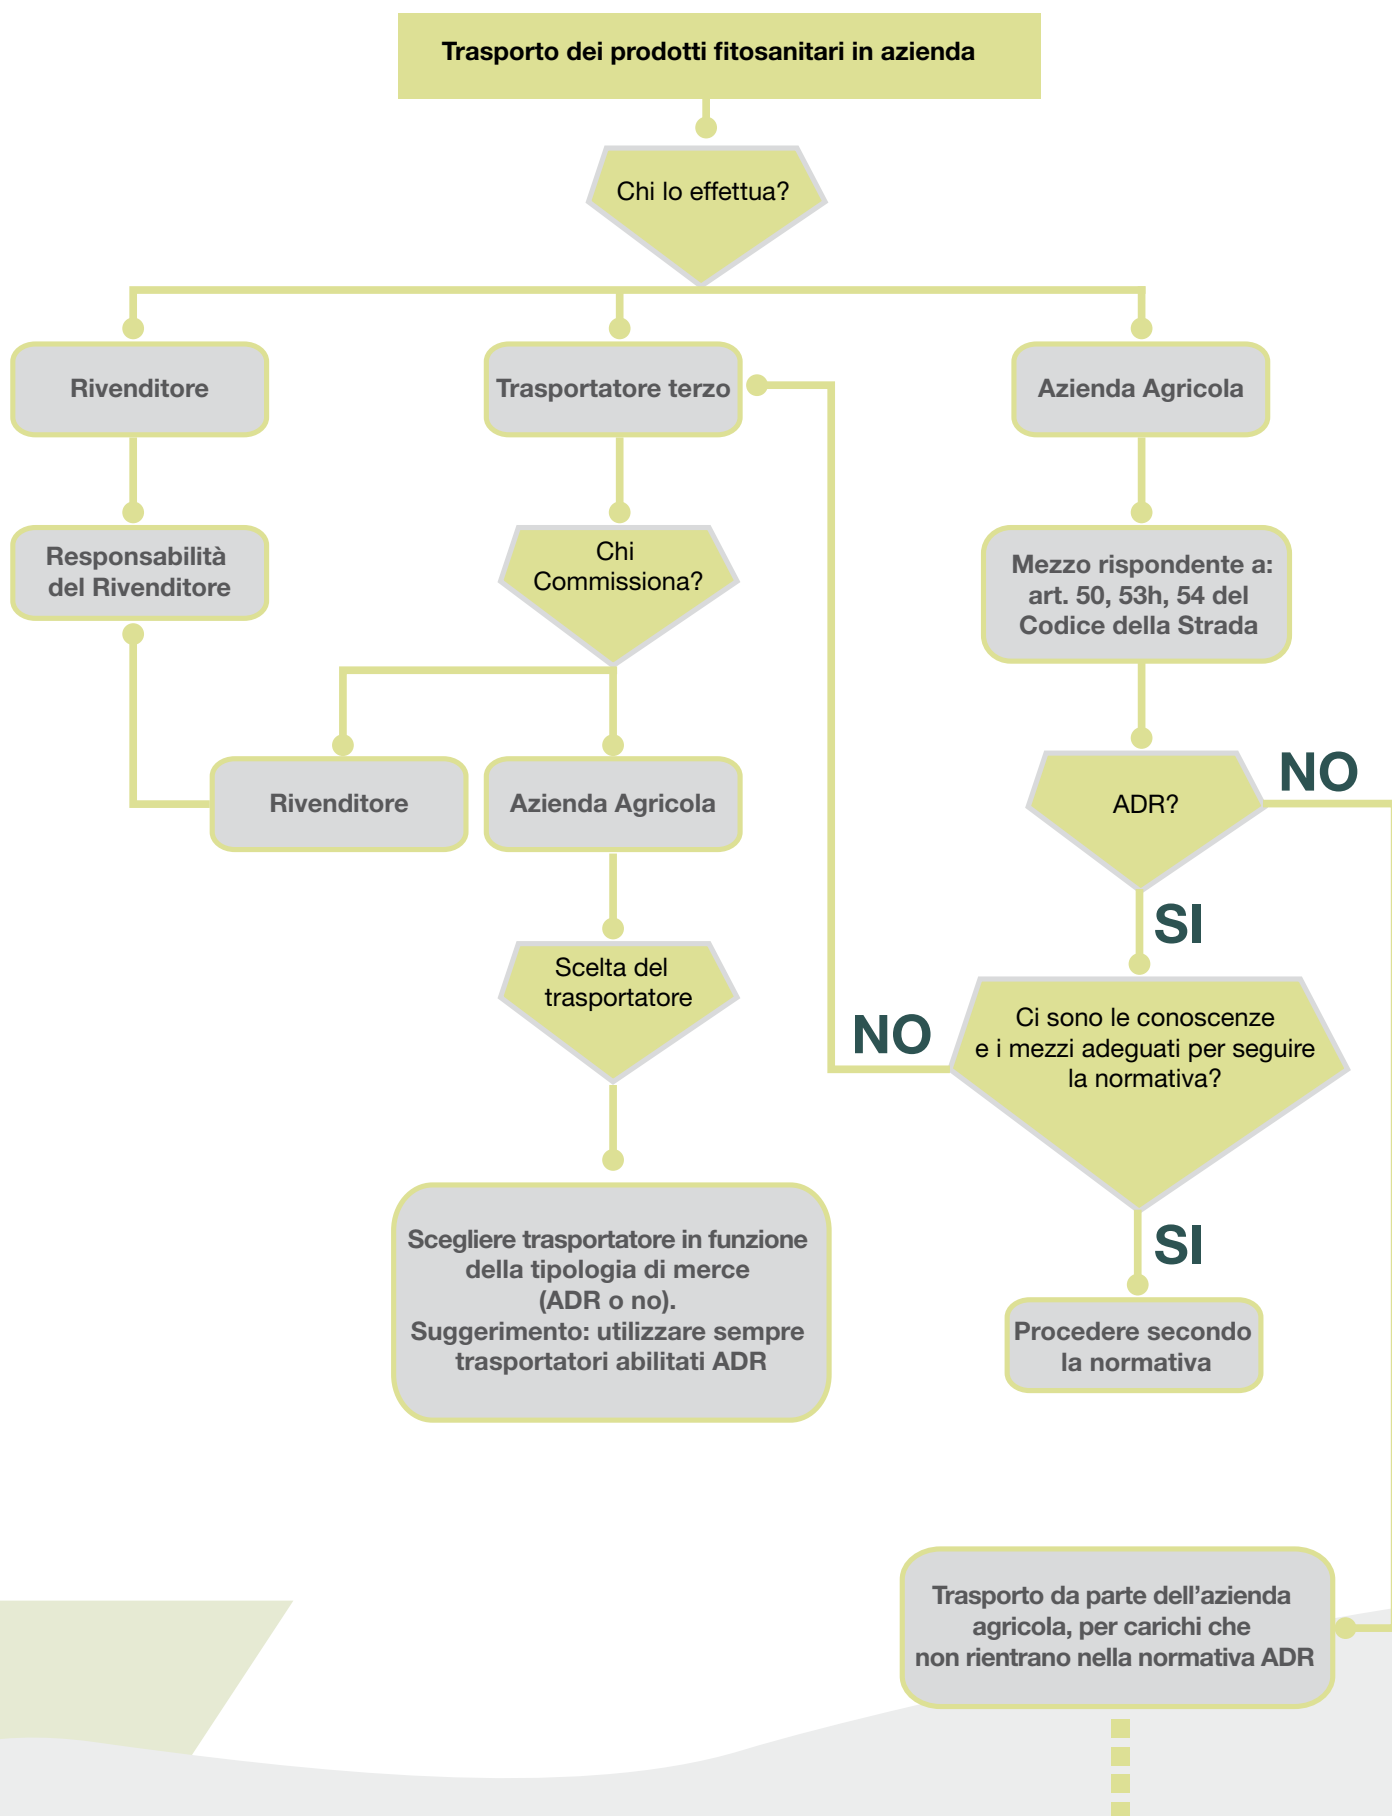 Trasporto dei prodotti fitosanitari in azienda
Chi lo effettua?
Rivenditore
Trasportatore terzo
Azienda Agricola
Responsabilità
del Rivenditore
Chi
Commissiona?
Mezzo rispondente a:
art. 50, 53h, 54 del
Codice della Strada
Rivenditore
Azienda Agricola
ADR?
NO
SI
Scelta del
trasportatore
NO
Ci sono le conoscenze
e i mezzi adeguati per seguire
la normativa?
SI
Scegliere trasportatore in funzione
della tipologia di merce
(ADR o no).
Suggerimento: utilizzare sempre
trasportatori abilitati ADR
Procedere secondo
la normativa
Trasporto da parte dell’azienda
agricola, per carichi che
non rientrano nella normativa ADR